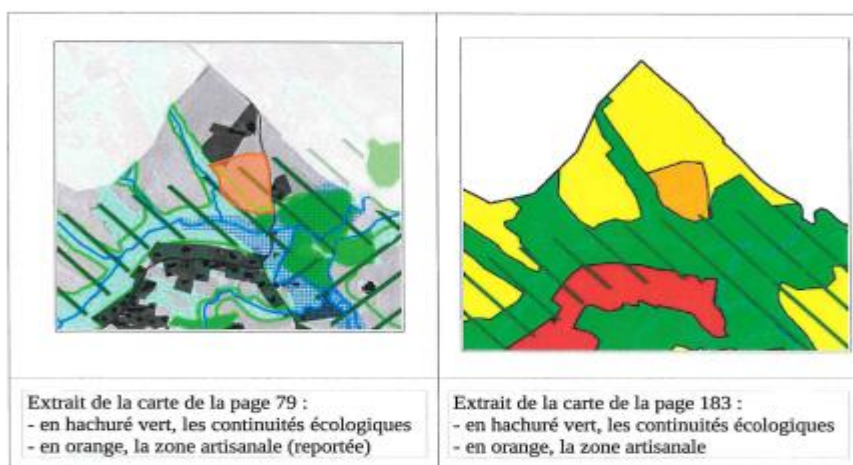 Extrait de la carte de la page 79 :
- en hachuré vert, les continuités écologiques
- en orange, la zone artisanale (reportée)
Extrait de la carte de la page 183 :
- en hachuré vert, les continuités écologiques
- en orange, la zone artisanale